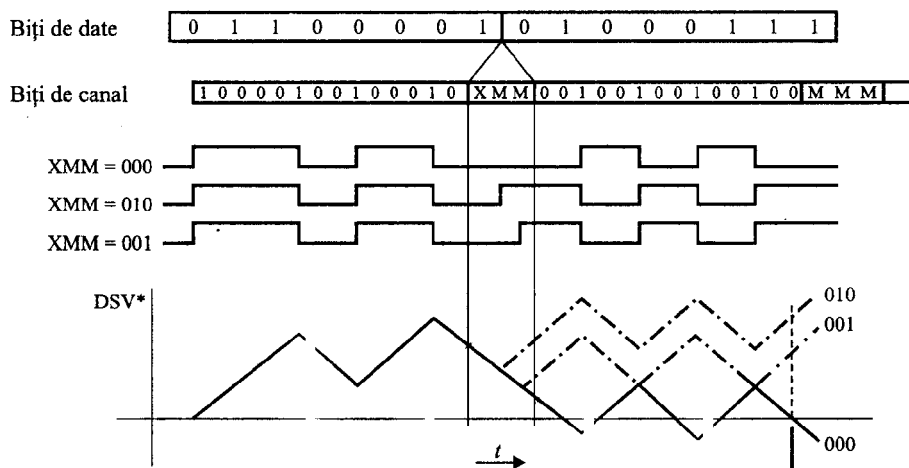 Biți de date 0 1 1 0 0 0 0 1 0 1 0 0 0 1 1 1
Biți de canal 1 0 0 0 0 1 0 0 1 0 0 0 1 0 X M M 0 0 1 0 0 1 0 0 1 0 0 1 0 0 M M M
XMM = 000
XMM = 010
XMM = 001
DSV*
010
001
000
t